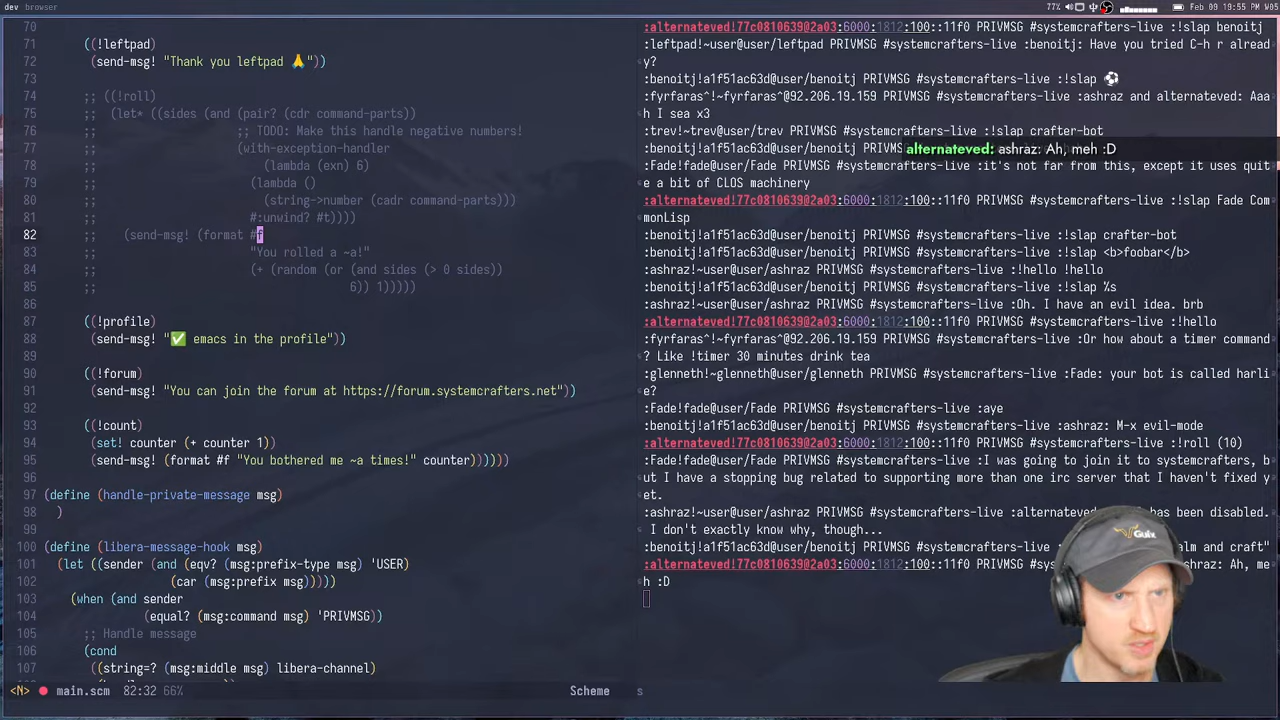 dev browser
77%
Feb 09 19:55 PM W05
70
71 ((!leftpad)
72 (send-msg! "Thank you leftpad 🙏"))
73
74 ;; ((!roll)
75 ;; (let* ((sides (and (pair? (cdr command-parts))
76 ;; ;; TODO: Make this handle negative numbers!
77 ;; (with-exception-handler
78 ;; (lambda (exn) 6)
79 ;; (lambda ()
80 ;; (string->number (cadr command-parts)))
81 ;; #:unwind? #t))))
82 ;; (send-msg! (format #f
83 ;; "You rolled a ~a!"
84 ;; (+ (random (or (and sides (> 0 sides))
85 ;; 6)) 1)))))
86
87 ((!profile)
88 (send-msg! "✅ emacs in the profile"))
89
90 ((!forum)
91 (send-msg! "You can join the forum at https://forum.systemcrafters.net"))
92
93 ((!count)
94 (set! counter (+ counter 1))
95 (send-msg! (format #f "You bothered me ~a times!" counter))))))
96
97 (define (handle-private-message msg)
98 )
99
100 (define (libera-message-hook msg)
101 (let ((sender (and (eqv? (msg:prefix-type msg) 'USER)
102 (car (msg:prefix msg)))))
103 (when (and sender
104 (equal? (msg:command msg) 'PRIVMSG))
105 ;; Handle message
106 (cond
107 ((string=? (msg:middle msg) libera-channel)
<N> main.scm 82:32 66% Scheme
:alternateved!77c0810639@2a03:6000:1812:100::11f0 PRIVMSG #systemcrafters-live :!slap benoitj
:leftpad!~user@user/leftpad PRIVMSG #systemcrafters-live :benoitj: Have you tried C-h r alread
y?
:benoitj!a1f51ac63d@user/benoitj PRIVMSG #systemcrafters-live :!slap ⚽
:fyrfaras^!~fyrfaras^@92.206.19.159 PRIVMSG #systemcrafters-live :ashraz and alternateved: Aaa
h I sea x3
:trev!~trev@user/trev PRIVMSG #systemcrafters-live :!slap crafter-bot
:benoitj!a1f51ac63d@user/benoitj PRIVMS
alternateved: ashraz: Ah, meh :D
:Fade!fade@user/Fade PRIVMSG #systemcrafters-live :it's not far from this, except it uses quit
e a bit of CLOS machinery
:alternateved!77c0810639@2a03:6000:1812:100::11f0 PRIVMSG #systemcrafters-live :!slap Fade Com
monLisp
:benoitj!a1f51ac63d@user/benoitj PRIVMSG #systemcrafters-live :!slap crafter-bot
:benoitj!a1f51ac63d@user/benoitj PRIVMSG #systemcrafters-live :!slap <b>foobar</b>
:ashraz!~user@user/ashraz PRIVMSG #systemcrafters-live :!hello !hello
:benoitj!a1f51ac63d@user/benoitj PRIVMSG #systemcrafters-live :!slap %s
:ashraz!~user@user/ashraz PRIVMSG #systemcrafters-live :Oh. I have an evil idea. brb
:alternateved!77c0810639@2a03:6000:1812:100::11f0 PRIVMSG #systemcrafters-live :!hello
:fyrfaras^!~fyrfaras^@92.206.19.159 PRIVMSG #systemcrafters-live :Or how about a timer command
? Like !timer 30 minutes drink tea
:glenneth!~glenneth@user/glenneth PRIVMSG #systemcrafters-live :Fade: your bot is called harli
e?
:Fade!fade@user/Fade PRIVMSG #systemcrafters-live :aye
:benoitj!a1f51ac63d@user/benoitj PRIVMSG #systemcrafters-live :ashraz: M-x evil-mode
:alternateved!77c0810639@2a03:6000:1812:100::11f0 PRIVMSG #systemcrafters-live :!roll (10)
:Fade!fade@user/Fade PRIVMSG #systemcrafters-live :I was going to join it to systemcrafters, b
ut I have a stopping bug related to supporting more than one irc server that I haven't fixed y
et.
:ashraz!~user@user/ashraz PRIVMSG #systemcrafters-live :alternateved has been disabled.
I don't exactly know why, though...
:benoitj!a1f51ac63d@user/benoitj PRIVMSG #systemcrafters-live : alm and craft"
:alternateved!77c0810639@2a03:6000:1812:100::11f0 PRIVMSG #sys ashraz: Ah, me
h :D
s
Guix